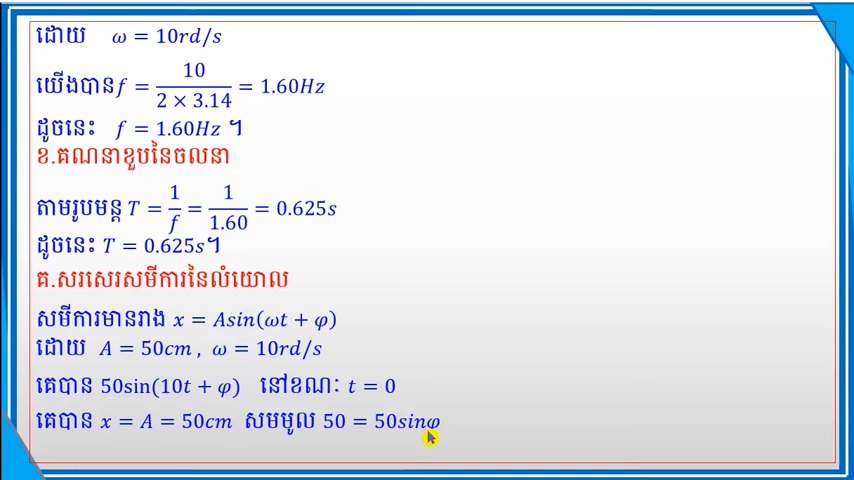 ដោយ ω = 10rd/s
យើងបាន f = 10 / (2 × 3.14) = 1.60Hz
ដូចនេះ f = 1.60Hz ។
ខ.គណនាខួបនៃចលនា
តាមរូបមន្ត T = 1/f = 1/1.60 = 0.625s
ដូចនេះ T = 0.625s។
គ.សរសេរសមីការនៃលំយោល
សមីការមានរាង x = Asin(ωt + φ)
ដោយ A = 50cm , ω = 10rd/s
គេបាន 50sin(10t + φ) នៅខណៈ t = 0
គេបាន x = A = 50cm សមមូល 50 = 50sinφ